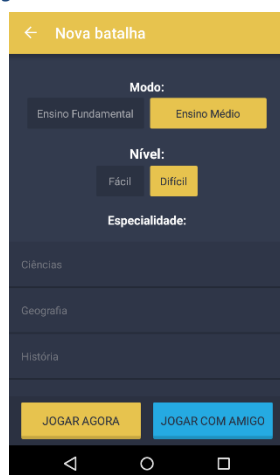 Nova batalha
Modo:
Ensino Fundamental Ensino Médio
Nível:
Fácil Difícil
Especialidade:
Ciências
Geografia
História
JOGAR AGORA JOGAR COM AMIGO